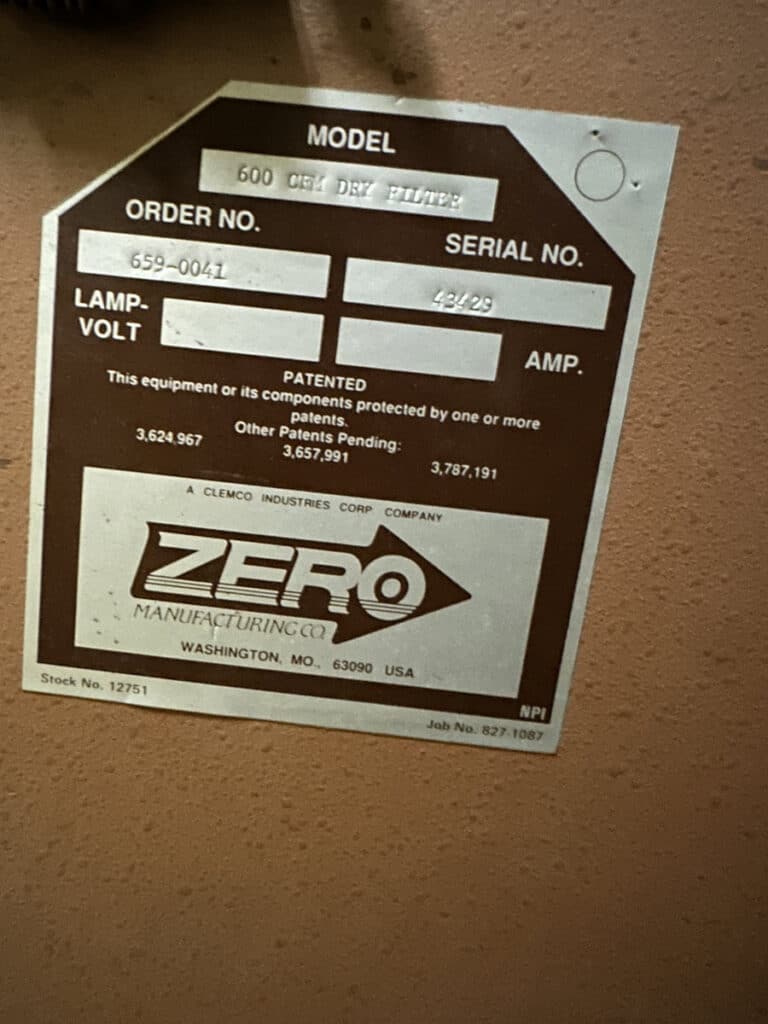 MODEL
600 CFM DRY FILTER
ORDER NO.
SERIAL NO.
659-0041
43429
LAMP-
VOLT
AMP.
PATENTED
This equipment or its components protected by one or more
patents.
Other Patents Pending:
3,624,967
3,657,991
3,787,191
A CLEMCO INDUSTRIES CORP COMPANY
ZERO
MANUFACTURING CO.
WASHINGTON, MO., 63090 USA
NPI
Stock No. 12751
Job No. 827-1087